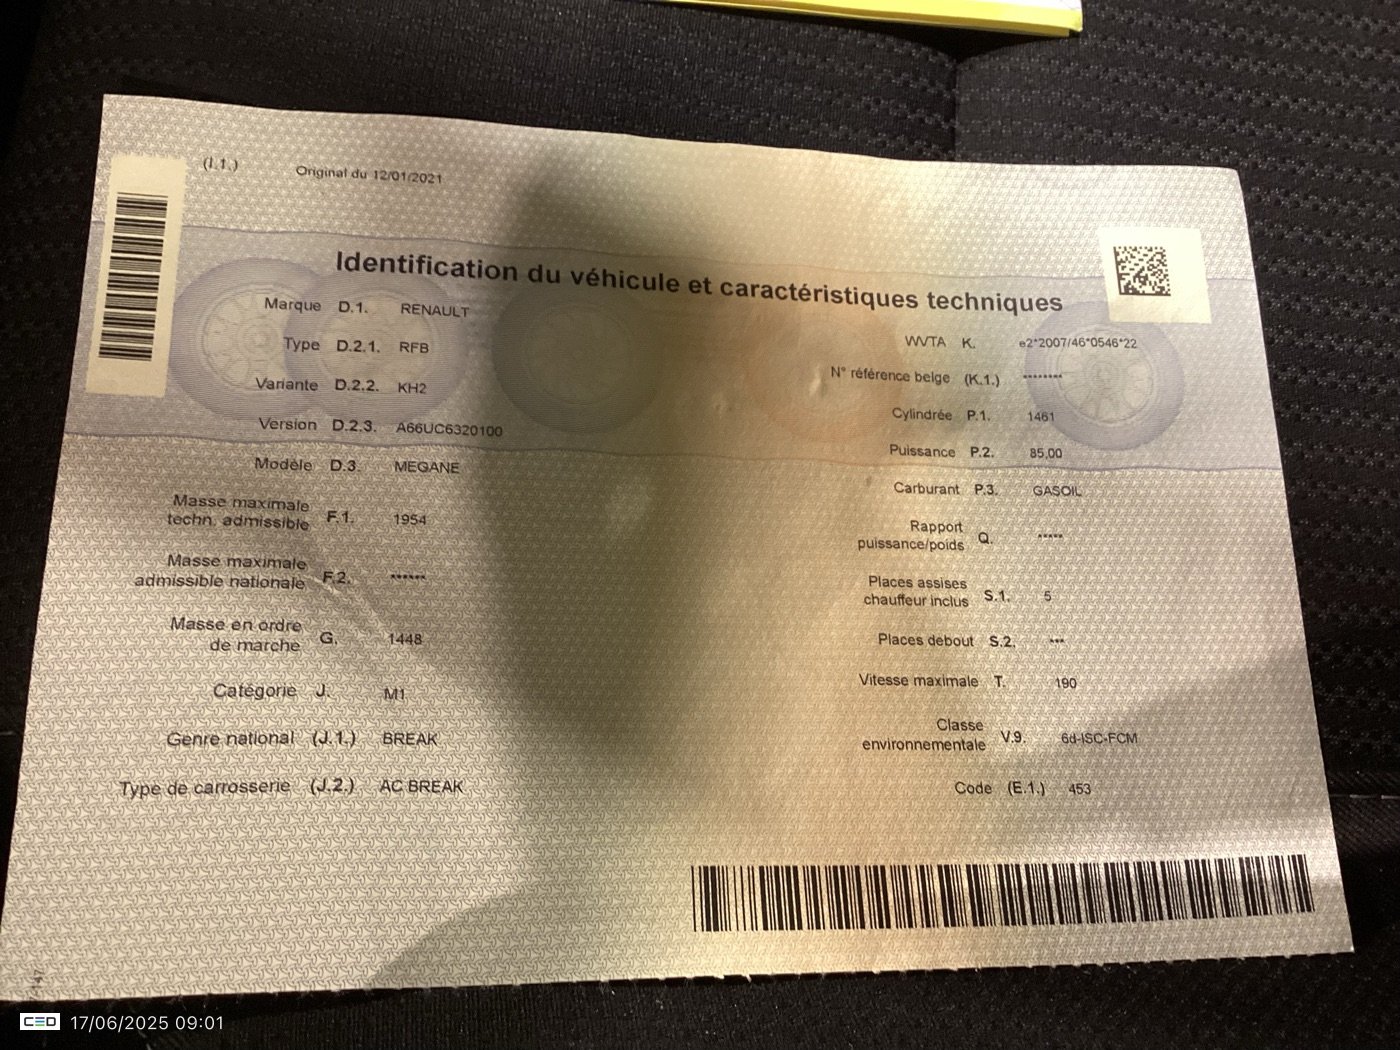 (I.1.) Original du 12/01/2021
Identification du véhicule et caractéristiques techniques
Marque D.1. RENAULT
Type D.2.1. RFB
Variante D.2.2. KH2
Version D.2.3. A66UC6320100
Modèle D.3. MEGANE
Masse maximale
techn. admissible F.1. 1954
Masse maximale
admissible nationale F.2. ******
Masse en ordre
de marche G. 1448
Catégorie J. M1
Genre national (J.1.) BREAK
Type de carrosserie (J.2.) AC BREAK
WVTA K. e2*2007/46*0546*22
N° référence belge (K.1.) ********
Cylindrée P.1. 1461
Puissance P.2. 85,00
Carburant P.3. GASOIL
Rapport
puissance/poids Q. *****
Places assises
chauffeur inclus S.1. 5
Places debout S.2. ***
Vitesse maximale T. 190
Classe
environnementale V.9. 6d-ISC-FCM
Code (E.1.) 453
CED 17/06/2025 09:01